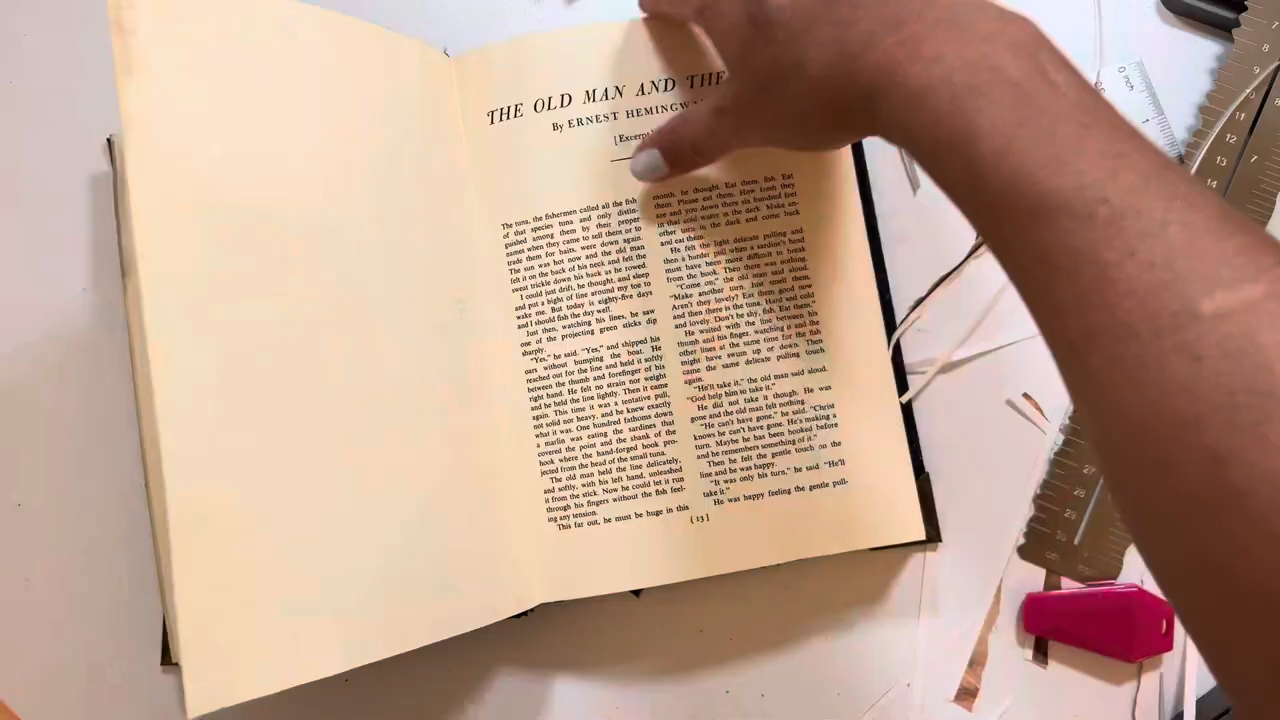 THE OLD MAN AND THE
By ERNEST HEMINGWA
[Excerpt
The tuna, the fishermen called all the fish
of that species tuna and only distin-
guished among them by their proper
names when they came to sell them or to
trade them for baits, were down again.
The sun was hot now and the old man
felt it on the back of his neck and felt the
sweat trickle down his back as he rowed.
I could just drift, he thought, and sleep
and put a bight of line around my toe to
wake me. But today is eighty-five days
and I should fish the day well.
Just then, watching his lines, he saw
one of the projecting green sticks dip
sharply.
"Yes," he said. "Yes," and shipped his
oars without bumping the boat. He
reached out for the line and held it softly
between the thumb and forefinger of his
right hand. He felt no strain nor weight
and he held the line lightly. Then it came
again. This time it was a tentative pull,
not solid nor heavy, and he knew exactly
what it was. One hundred fathoms down
a marlin was eating the sardines that
covered the point and the shank of the
hook where the hand-forged hook pro-
jected from the head of the small tuna.
The old man held the line delicately,
and softly, with his left hand, unleashed
it from the stick. Now he could let it run
through his fingers without the fish feel-
ing any tension.
This far out, he must be huge in this
month, he thought. Eat them, fish. Eat
them. Please eat them. How fresh they
are and you down there six hundred feet
in that cold water in the dark. Make an-
other turn in the dark and come back
and eat them.
He felt the light delicate pulling and
then a harder pull when a sardine's head
must have been more difficult to break
from the book. Then there was nothing.
"Come on," the old man said aloud.
"Make another turn. Just smell them.
Aren't they lovely? Eat them good now
and then there is the tuna. Hard and cold
and lovely. Don't be shy, fish. Eat them."
He waited with the line between his
thumb and his finger, watching it and the
other lines at the same time for the fish
might have swum up or down. Then
came the same delicate pulling touch
again.
"He'll take it," the old man said aloud.
"God help him to take it."
He did not take it though. He was
gone and the old man felt nothing.
"He can't have gone," he said. "Christ
knows he can't have gone. He's making a
turn. Maybe he has been hooked before
and he remembers something of it."
Then he felt the gentle touch on the
line and he was happy.
"It was only his turn," he said "He'll
take it."
He was happy feeling the gentle pull-
[ 13 ]
0 inch
1
7
8
9
10
11
12
13
14
11
12
7
27
28
29
30
cm